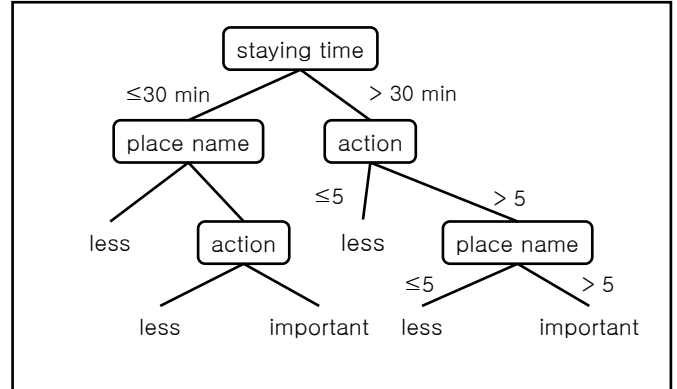 staying time
≤30 min
> 30 min
place name
action
≤5
> 5
less
action
less
place name
≤5
> 5
less
important
less
important